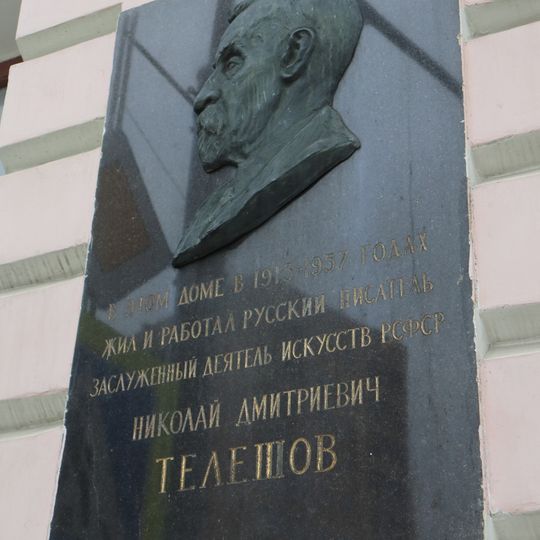 В ЭТОМ ДОМЕ В 1913-1957 ГОДАХ
ЖИЛ И РАБОТАЛ РУССКИЙ ПИСАТЕЛЬ
ЗАСЛУЖЕННЫЙ ДЕЯТЕЛЬ ИСКУССТВ РСФСР
НИКОЛАЙ ДМИТРИЕВИЧ
ТЕЛЕШОВ